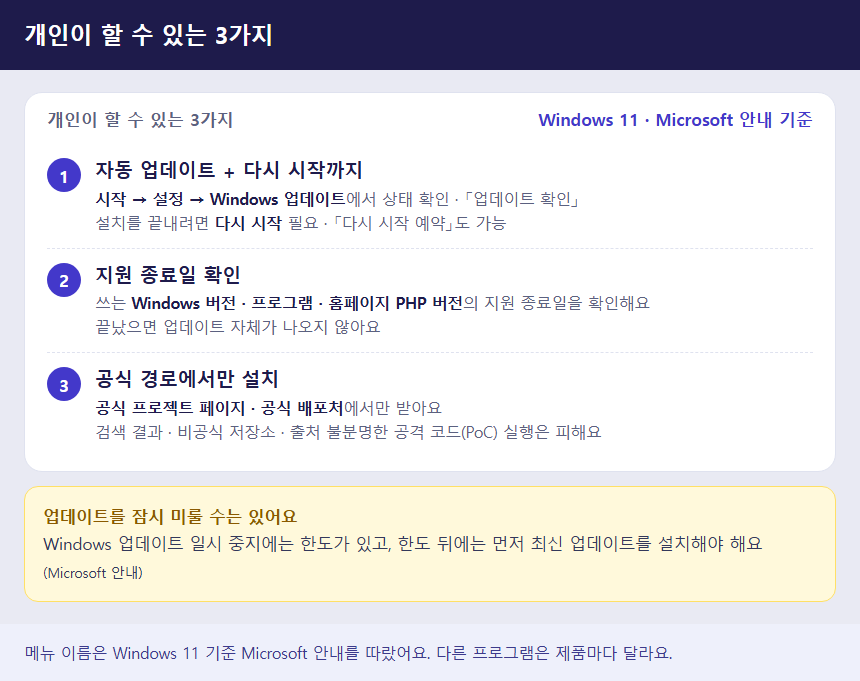 개인이 할 수 있는 3가지
개인이 할 수 있는 3가지
Windows 11 · Microsoft 안내 기준
1
자동 업데이트 + 다시 시작까지
시작 → 설정 → Windows 업데이트에서 상태 확인 · 「업데이트 확인」
설치를 끝내려면 다시 시작 필요 · 「다시 시작 예약」도 가능
2
지원 종료일 확인
쓰는 Windows 버전 · 프로그램 · 홈페이지 PHP 버전의 지원 종료일을 확인해요
끝났으면 업데이트 자체가 나오지 않아요
3
공식 경로에서만 설치
공식 프로젝트 페이지 · 공식 배포처에서만 받아요
검색 결과 · 비공식 저장소 · 출처 불분명한 공격 코드(PoC) 실행은 피해요
업데이트를 잠시 미룰 수는 있어요
Windows 업데이트 일시 중지에는 한도가 있고, 한도 뒤에는 먼저 최신 업데이트를 설치해야 해요
(Microsoft 안내)
메뉴 이름은 Windows 11 기준 Microsoft 안내를 따랐어요. 다른 프로그램은 제품마다 달라요.